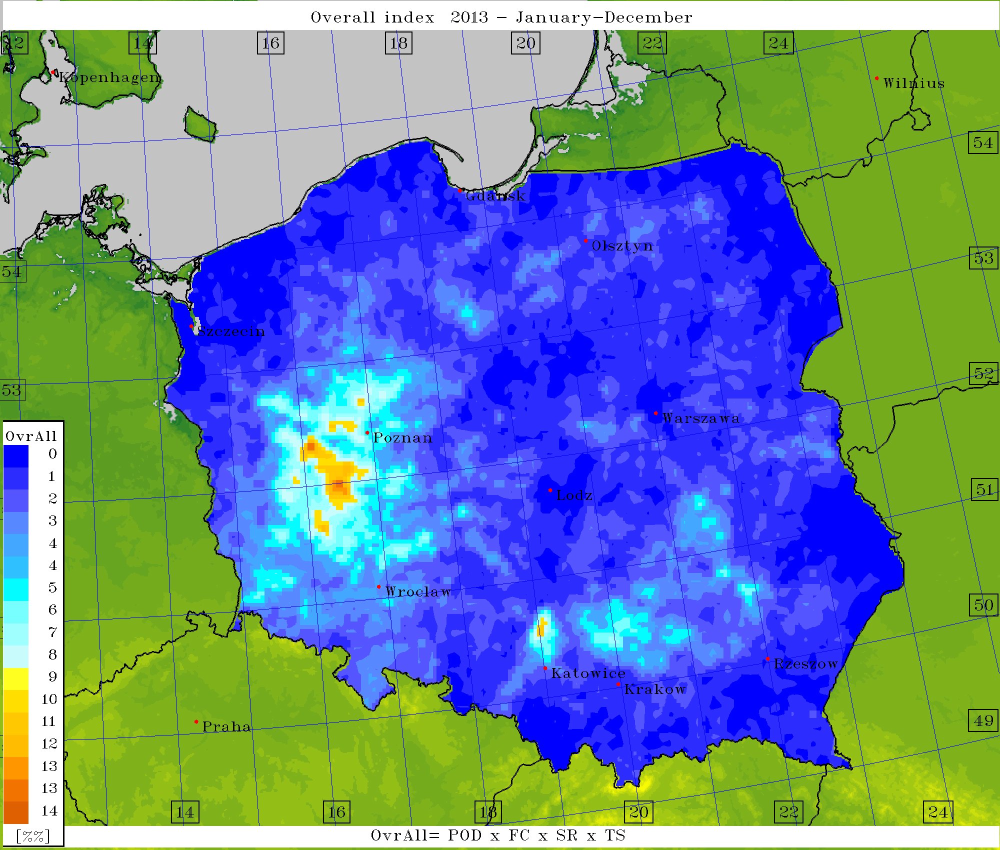 Overall index 2013 - January-December
12 14 16 18 20 22 24
Kopenhagen
Wilnius
54
Gdansk
Olsztyn
53
54
Szczecin
52
53
Warszawa
OvrAll
Poznan
0
1
51
Lodz
2
3
4
4
5
Wroclaw
50
6
7
8
Rzeszow
9
Katowice
Krakow
10
11
49
Praha
12
13
13
14
14 16 18 20 22 24
[%%]
OvrAll= POD x FC x SR x TS